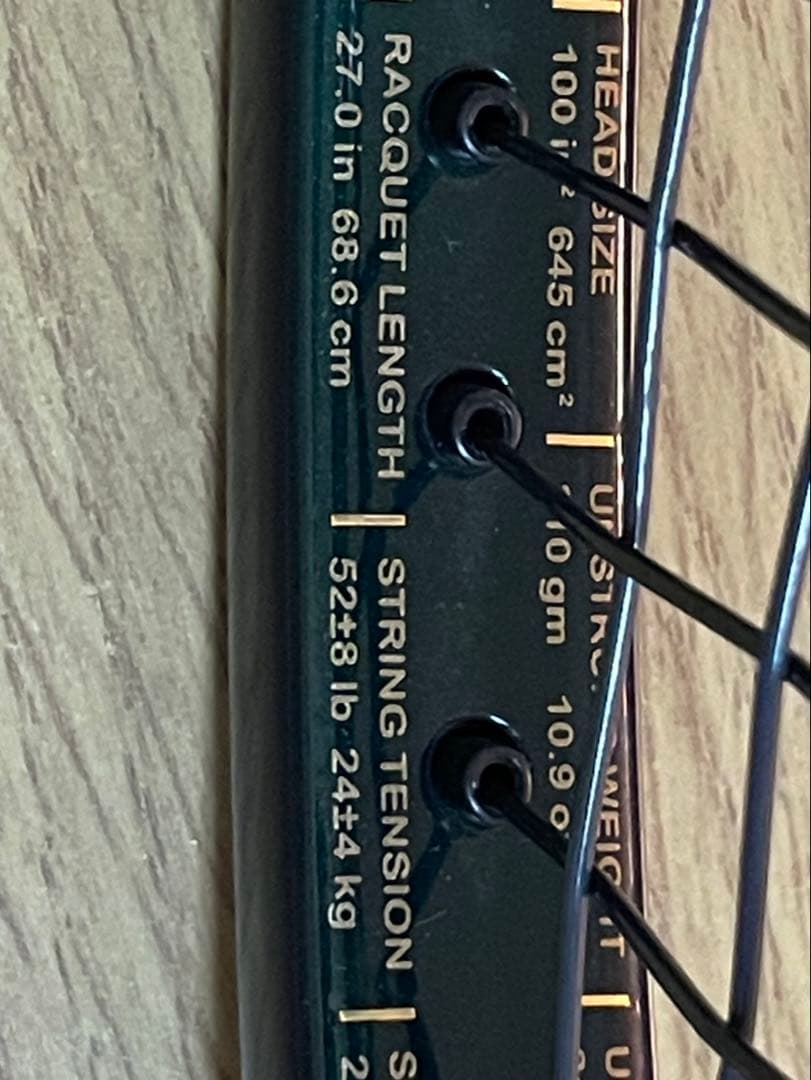 HEAD SIZE
100 in² 645 cm²
10 gm 10.9
RACQUET LENGTH
27.0 in 68.6 cm
STRING TENSION
52±8 lb 24±4 kg